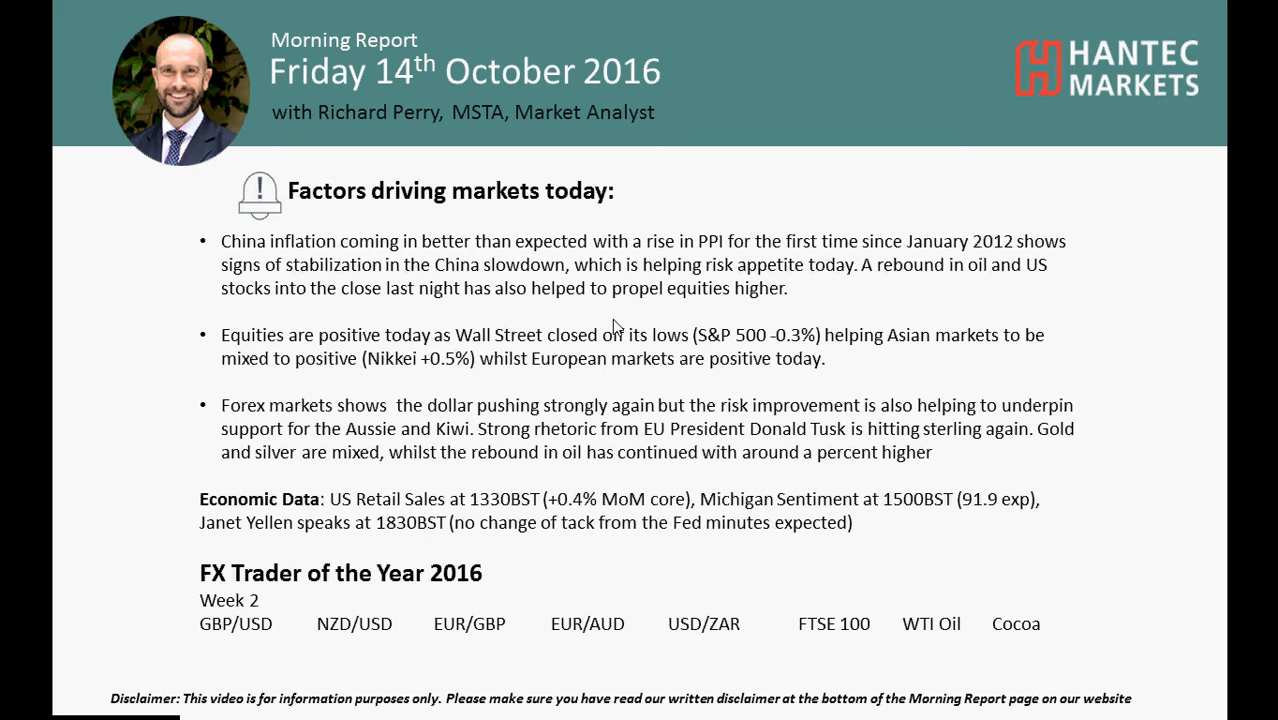 Morning Report
Friday 14th October 2016
with Richard Perry, MSTA, Market Analyst
HANTEC
MARKETS
Factors driving markets today:
• China inflation coming in better than expected with a rise in PPI for the first time since January 2012 shows
signs of stabilization in the China slowdown, which is helping risk appetite today. A rebound in oil and US
stocks into the close last night has also helped to propel equities higher.
• Equities are positive today as Wall Street closed off its lows (S&P 500 -0.3%) helping Asian markets to be
mixed to positive (Nikkei +0.5%) whilst European markets are positive today.
• Forex markets shows  the dollar pushing strongly again but the risk improvement is also helping to underpin
support for the Aussie and Kiwi. Strong rhetoric from EU President Donald Tusk is hitting sterling again. Gold
and silver are mixed, whilst the rebound in oil has continued with around a percent higher
Economic Data: US Retail Sales at 1330BST (+0.4% MoM core), Michigan Sentiment at 1500BST (91.9 exp),
Janet Yellen speaks at 1830BST (no change of tack from the Fed minutes expected)
FX Trader of the Year 2016
Week 2
GBP/USD NZD/USD EUR/GBP EUR/AUD USD/ZAR FTSE 100 WTI Oil Cocoa
Disclaimer: This video is for information purposes only. Please make sure you have read our written disclaimer at the bottom of the Morning Report page on our website